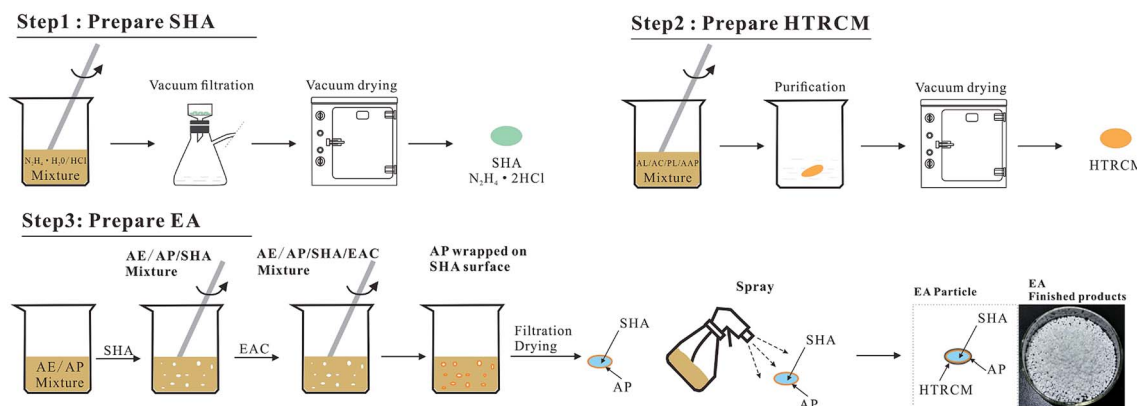 Step1 : Prepare SHA
Vacuum filtration
Vacuum drying
N₂H₄・H₂0/HCl
Mixture
SHA
N₂H₄・2HCl
Step2 : Prepare HTRCM
Purification
Vacuum drying
AL/AC/PL/AAP
Mixture
HTRCM
Step3: Prepare EA
AE/AP/SHA
Mixture
AE/AP/SHA/EAC
Mixture
AP wrapped on
SHA surface
AE/AP
Mixture
SHA
EAC
Filtration
Drying
SHA
AP
Spray
SHA
AP
EA Particle
SHA
AP
HTRCM
EA
Finished products